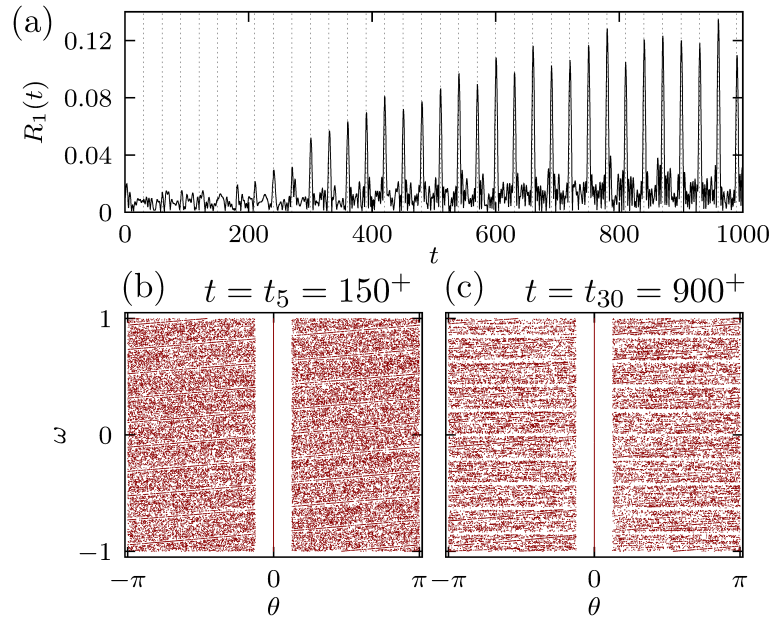 (a)
R₁(t)
0.12
0.08
0.04
0
0 200 400 600 800 1000
t
(b) t = t₅ = 150⁺
(c) t = t₃₀ = 900⁺
ω
1
0
−1
−π 0 π
θ
−π 0 π
θ